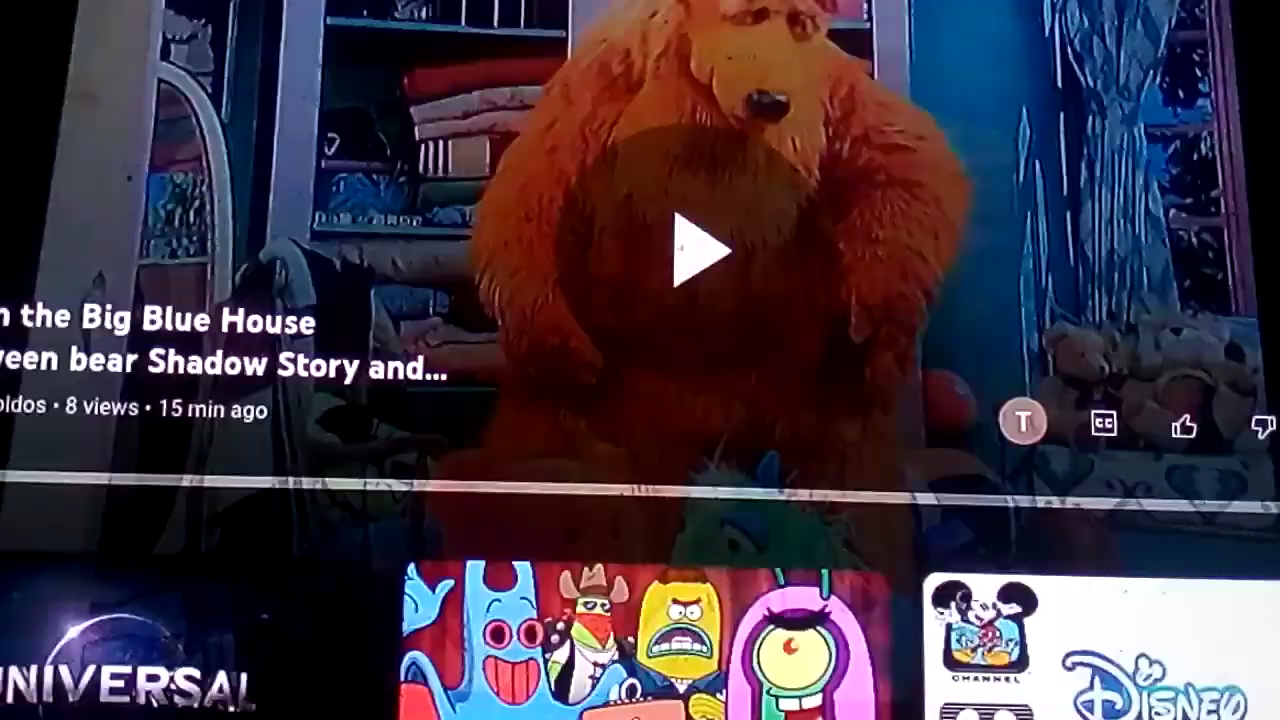 n the Big Blue House
ween bear Shadow Story and...
oldos • 8 views • 15 min ago
T
CC
UNIVERSAL
CHANNEL
DISNEY